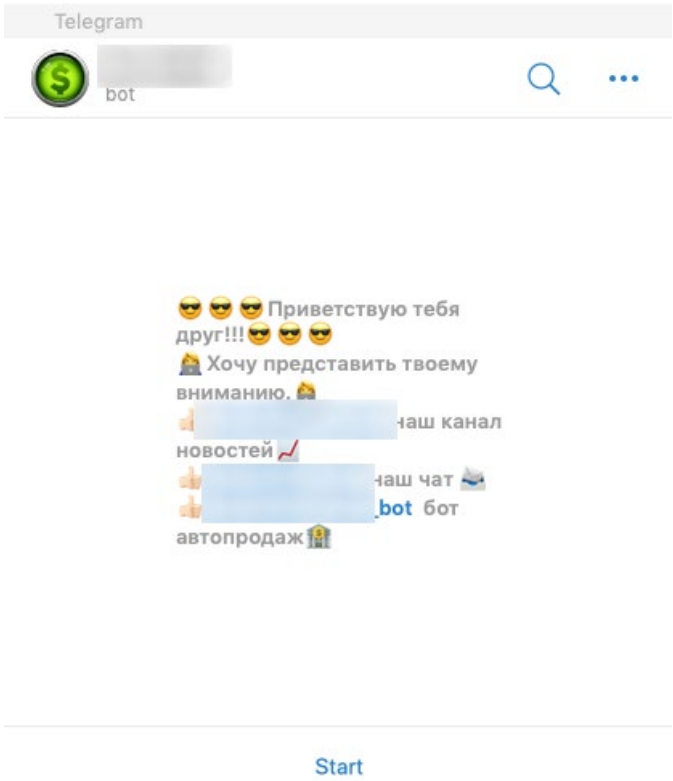 Telegram
bot
😎 😎 😎 Приветствую тебя
друг!!!😎 😎 😎
🧑‍💻 Хочу представить твоему
вниманию. 🧑‍💻
👍🏻 наш канал
новостей 📈
👍🏻 наш чат 📨
👍🏻 _bot бот
автопродаж🏦
Start